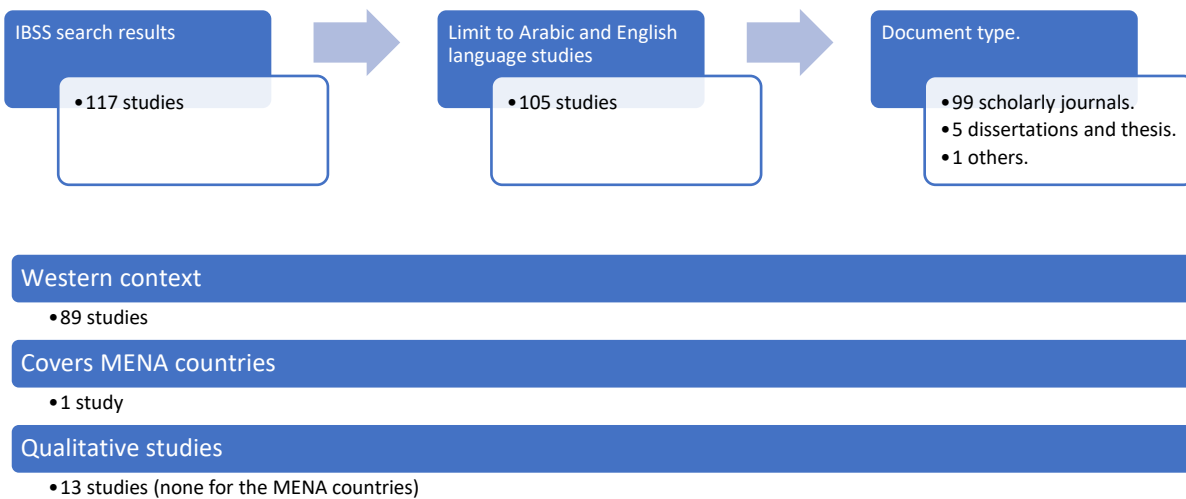 IBSS search results
•117 studies
Limit to Arabic and English
language studies
•105 studies
Document type.
•99 scholarly journals.
•5 dissertations and thesis.
•1 others.
Western context
•89 studies
Covers MENA countries
•1 study
Qualitative studies
•13 studies (none for the MENA countries)